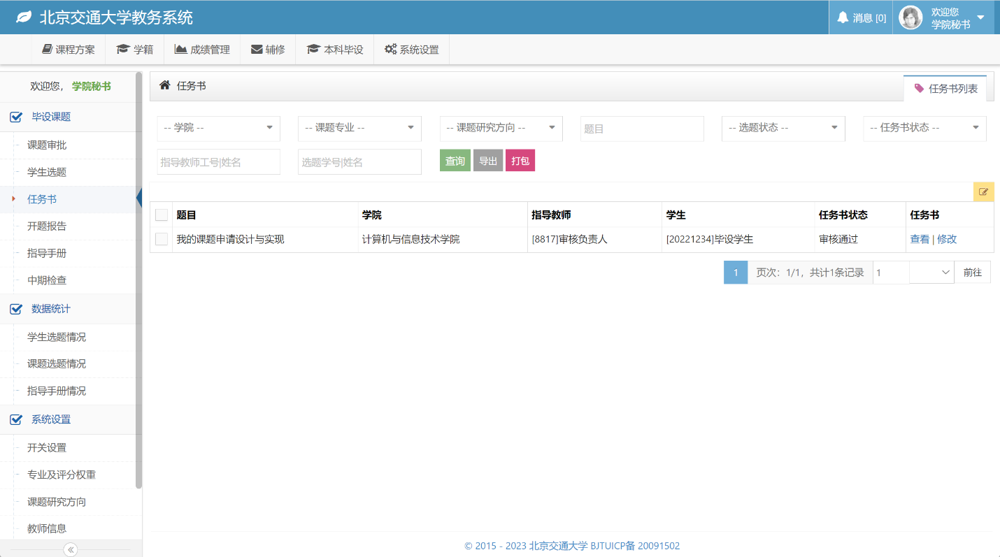 北京交通大学教务系统
消息 [0]
欢迎您
学院秘书
课程方案 学籍 成绩管理 辅修 本科毕设 系统设置
欢迎您， 学院秘书
毕设课题
课题审批
学生选题
任务书
开题报告
指导手册
中期检查
数据统计
学生选题情况
课题选题情况
指导手册情况
系统设置
开关设置
专业及评分权重
课题研究方向
教师信息
任务书
任务书列表
-- 学院 -- -- 课题专业 -- -- 课题研究方向 -- 题目 -- 选题状态 -- -- 任务书状态 --
指导教师工号|姓名 选题学号|姓名 查询 导出 打包
题目 学院 指导教师 学生 任务书状态 任务书
我的课题申请设计与实现 计算机与信息技术学院 [8817]审核负责人 [20221234]毕设学生 审核通过 查看 | 修改
1 页次：1/1，共计1条记录 1 前往
© 2015 - 2023 北京交通大学 BJTUICP备 20091502